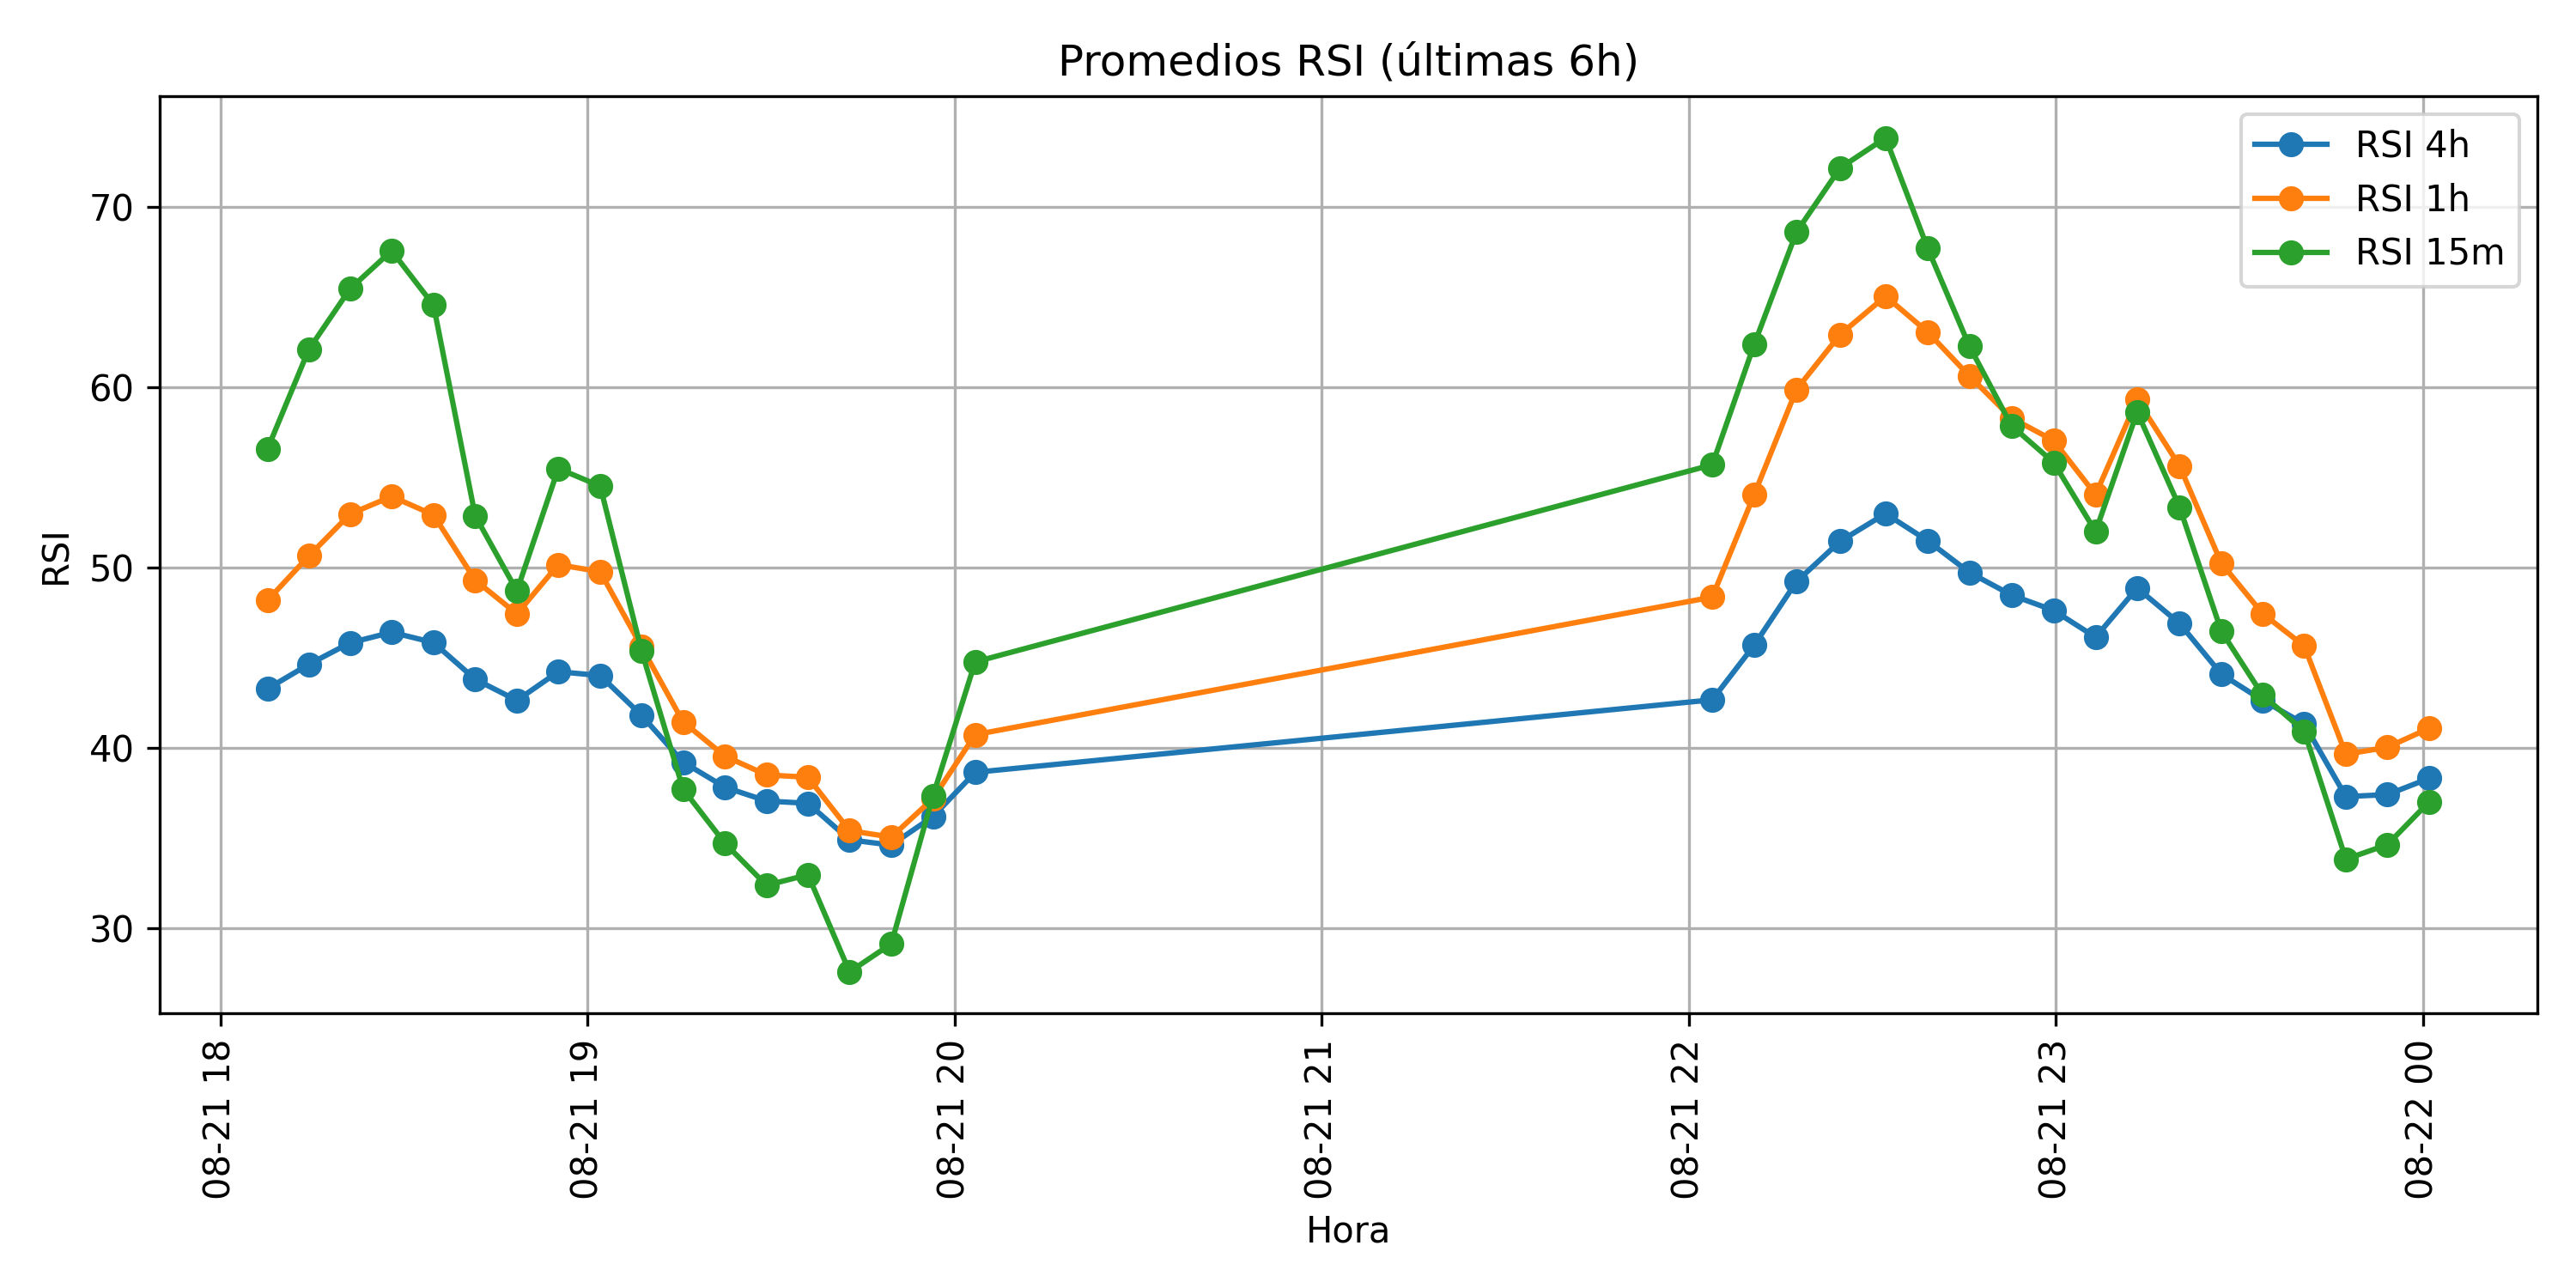 Promedios RSI (últimas 6h)
RSI 4h
RSI 1h
RSI 15m
RSI
70
60
50
40
30
08-21 18
08-21 19
08-21 20
08-21 21
08-21 22
08-21 23
08-22 00
Hora